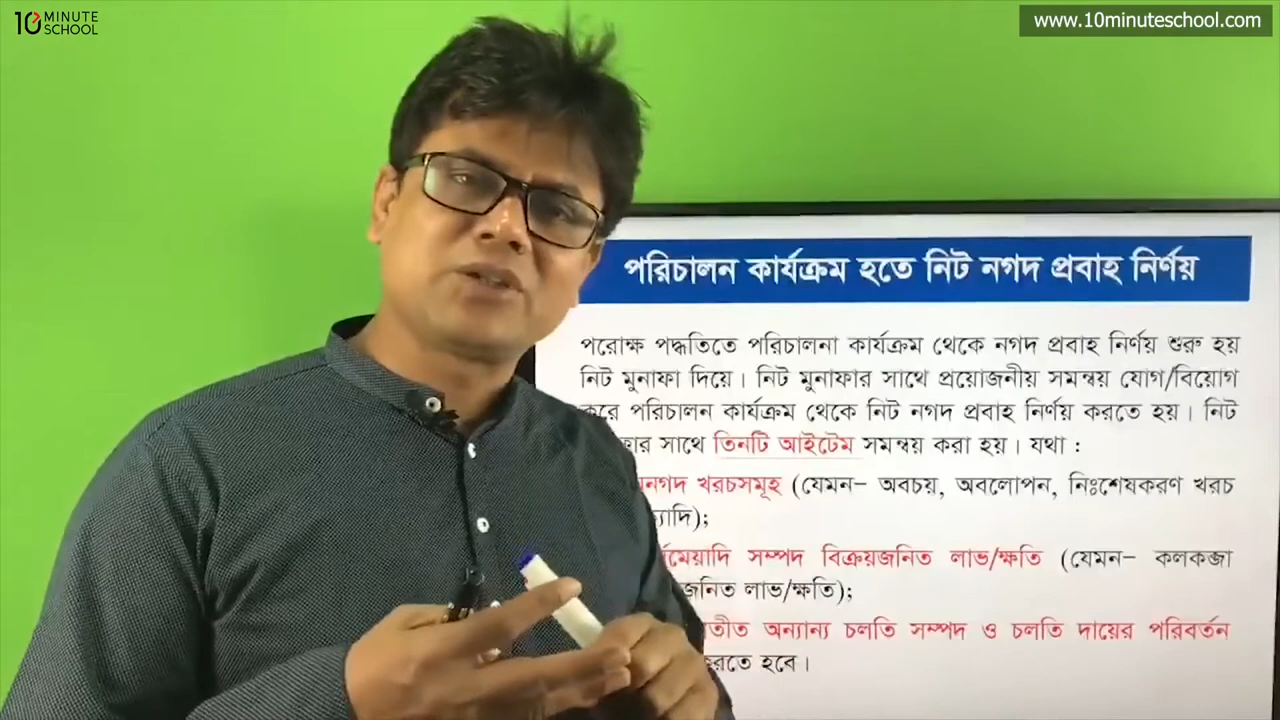 10 MINUTE
SCHOOL
www.10minuteschool.com
পরিচালন কার্যক্রম হতে নিট নগদ প্রবাহ নির্ণয়
পরোক্ষ পদ্ধতিতে পরিচালনা কার্যক্রম থেকে নগদ প্রবাহ নির্ণয় শুরু হয়
নিট মুনাফা দিয়ে। নিট মুনাফার সাথে প্রয়োজনীয় সমন্বয় যোগ/বিয়োগ
করে পরিচালন কার্যক্রম থেকে নিট নগদ প্রবাহ নির্ণয় করতে হয়। নিট
সাথে তিনটি আইটেম সমন্বয় করা হয়। যথা :
খরচসমূহ (যেমন– অবচয়, অবলোপন, নিঃশেষকরণ খরচ
সম্পদ বিক্রয়জনিত লাভ/ক্ষতি (যেমন– কলকব্জা
লাভ/ক্ষতি);
অন্যান্য চলতি সম্পদ ও চলতি দায়ের পরিবর্তন
হবে।